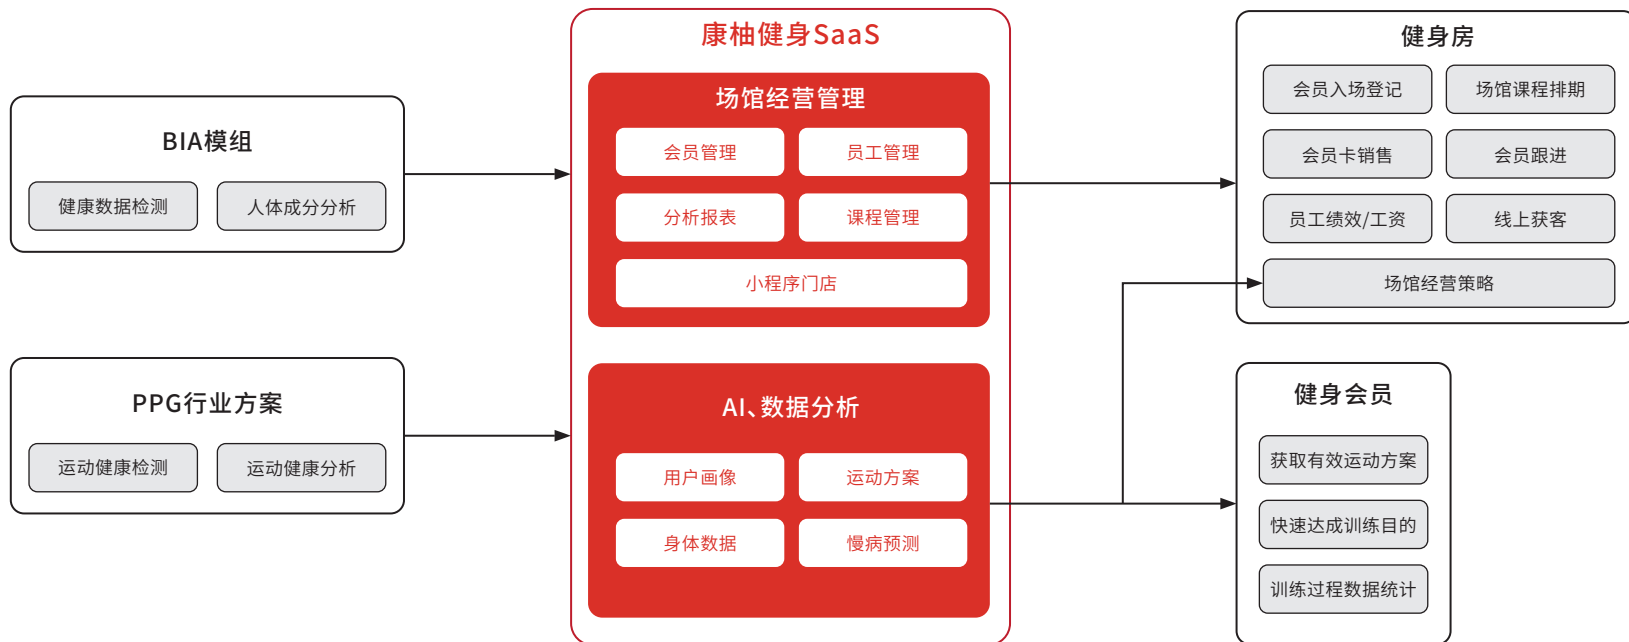 BIA模组
健康数据检测
人体成分分析
PPG行业方案
运动健康检测
运动健康分析
康柚健身SaaS
场馆经营管理
会员管理
员工管理
分析报表
课程管理
小程序门店
AI、数据分析
用户画像
运动方案
身体数据
慢病预测
健身房
会员入场登记
场馆课程排期
会员卡销售
会员跟进
员工绩效/工资
线上获客
场馆经营策略
健身会员
获取有效运动方案
快速达成训练目的
训练过程数据统计